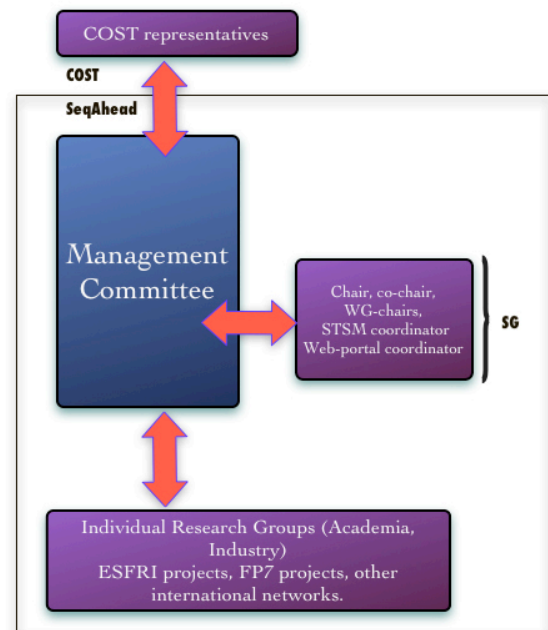 COST representatives
COST
SeqAhead
Management
Committee
Chair, co-chair,
WG-chairs,
STSM coordinator
Web-portal coordinator
SG
Individual Research Groups (Academia,
Industry)
ESFRI projects, FP7 projects, other
international networks.